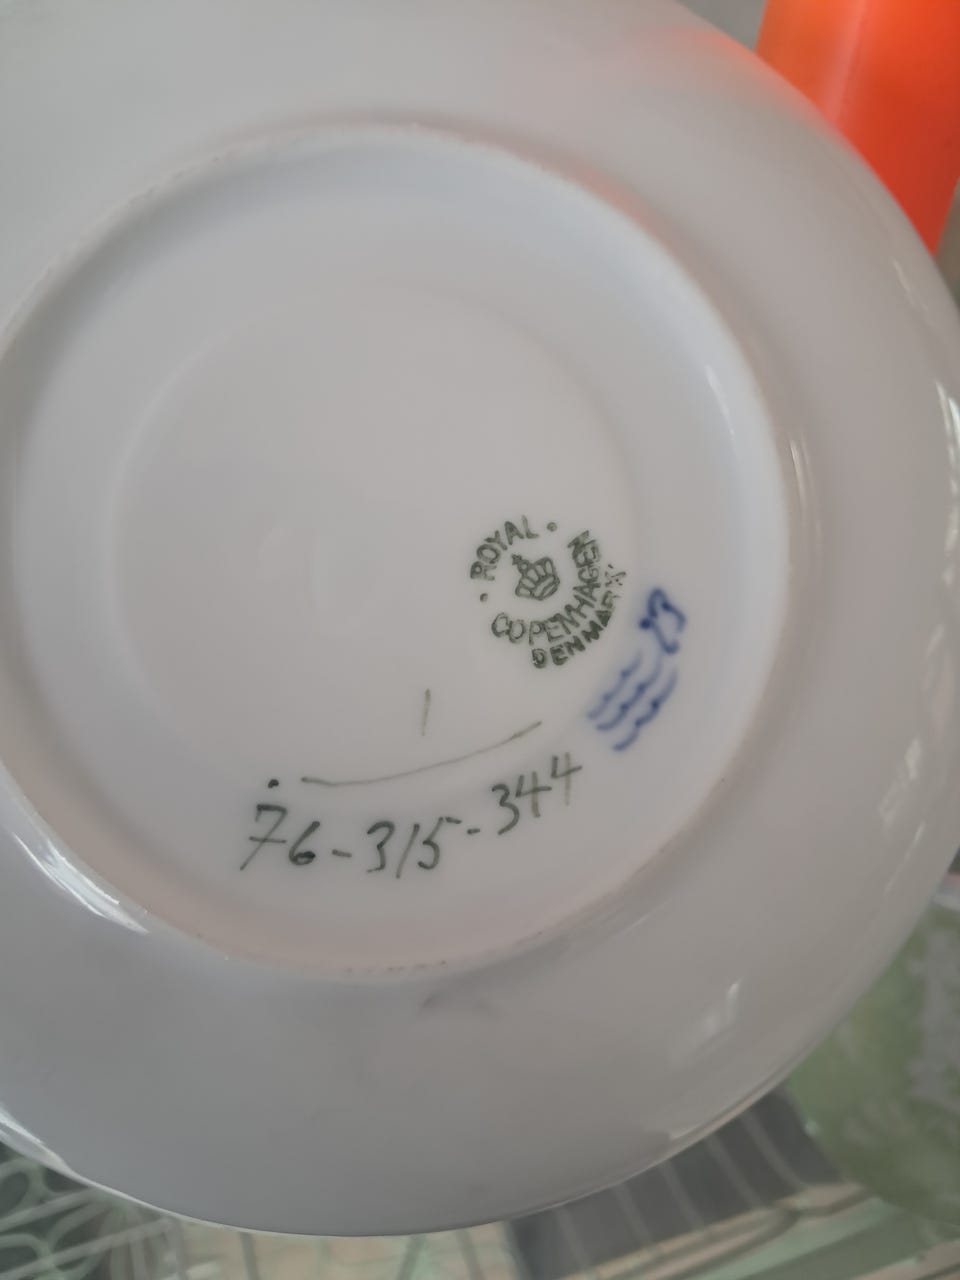 ROYAL
COPENHAGEN
DENMARK
76-315-344